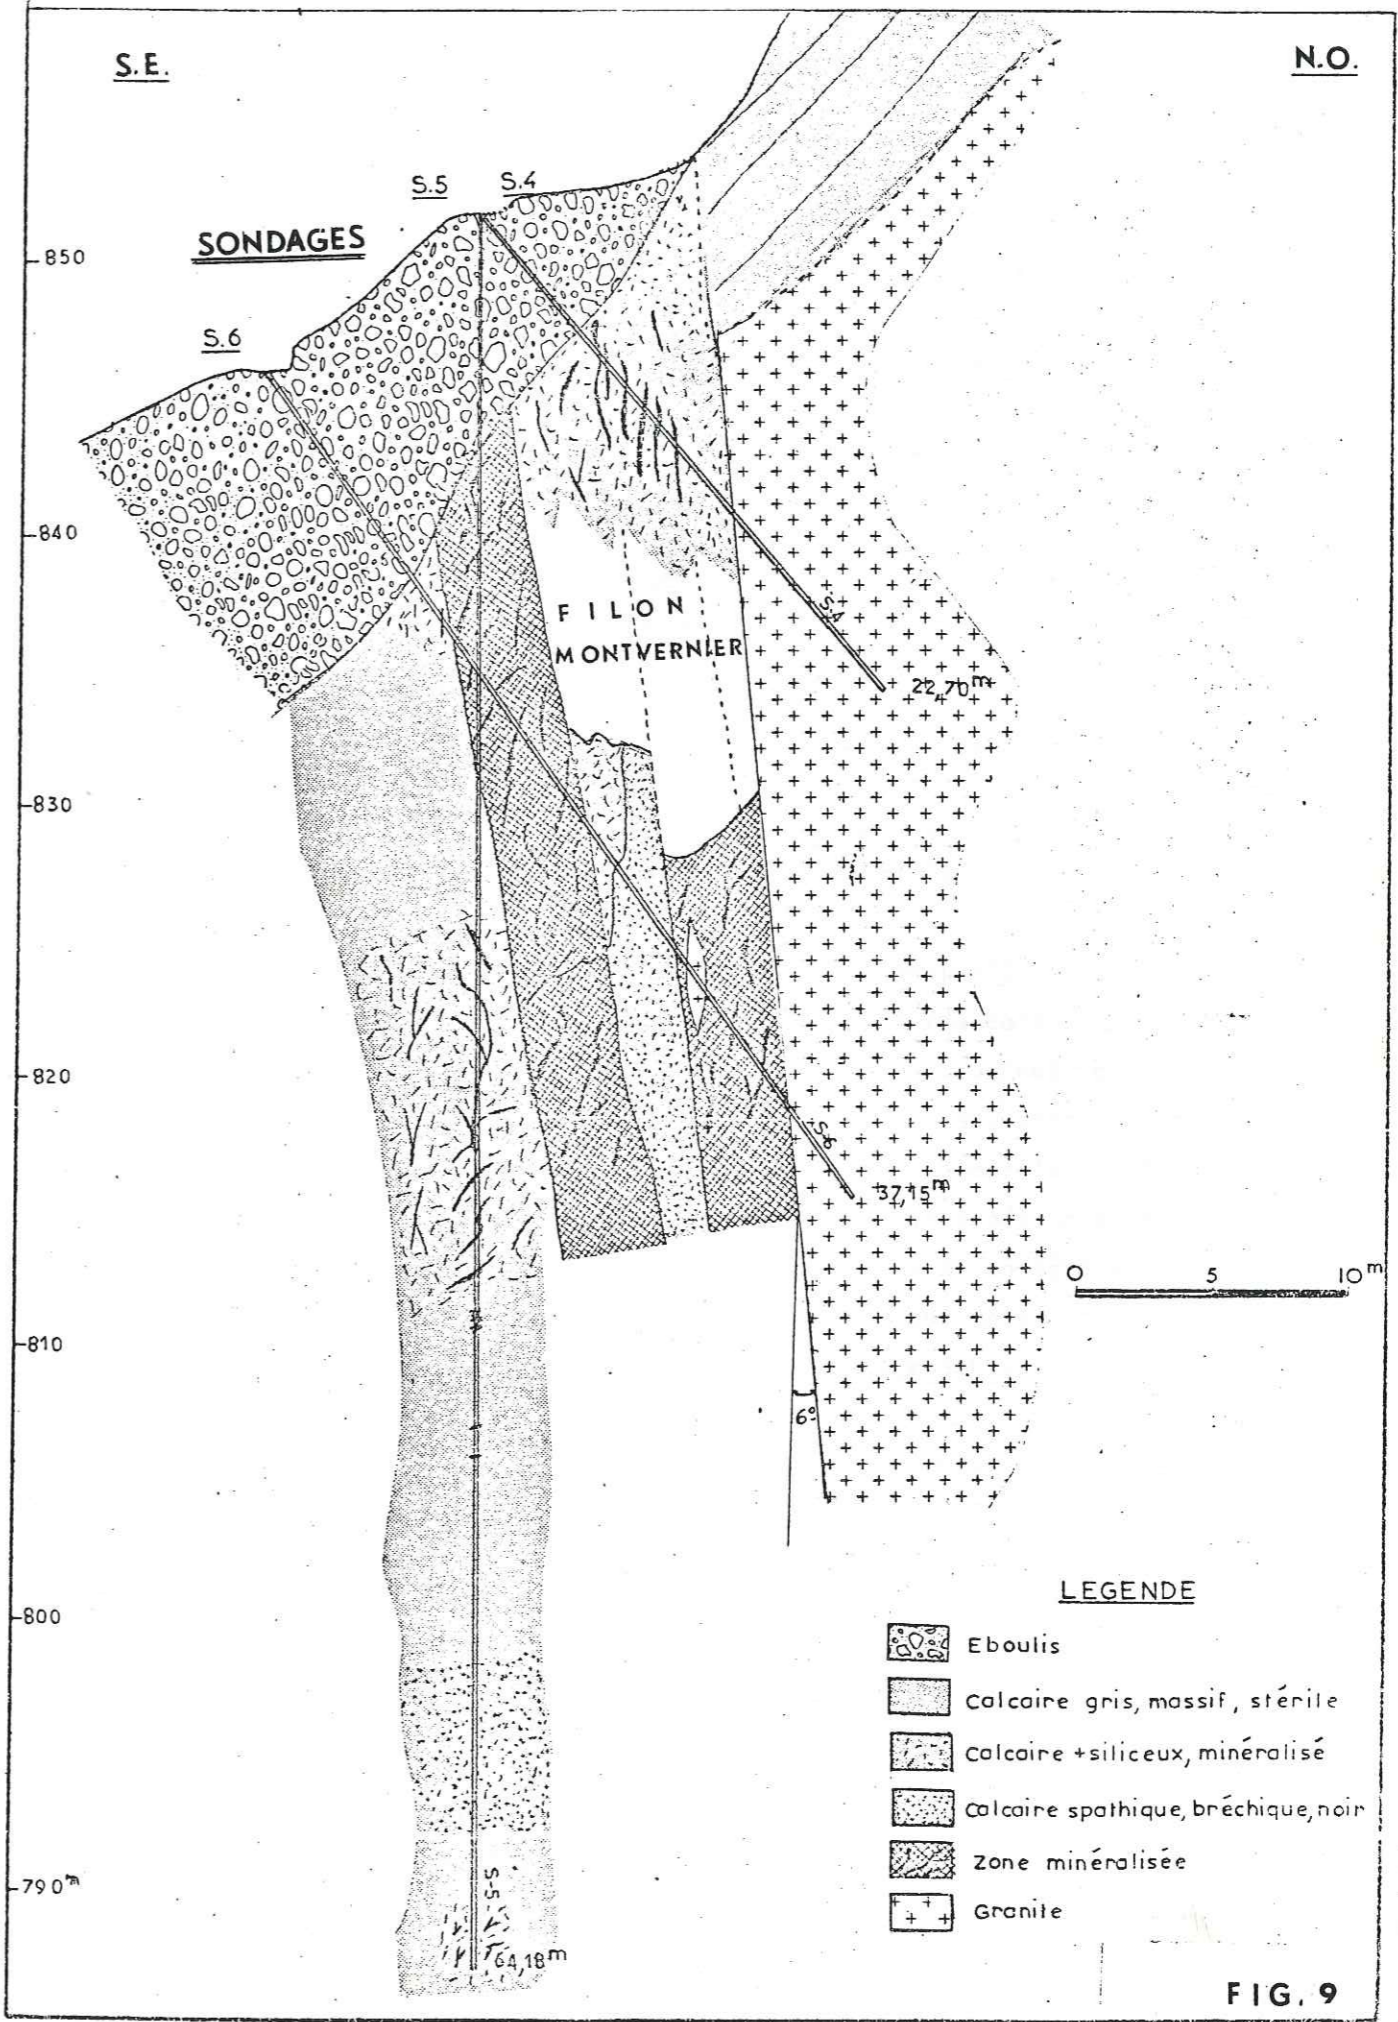 S.E.
N.O.
S.5
S.4
SONDAGES
850
S.6
840
FILON
MONTVERNIER
S.4
22,70m
830
820
S.6
37,15m
0 5 10m
810
6º
800
LEGENDE
Eboulis
Calcaire gris, massif, stérile
Calcaire +siliceux, minéralisé
Calcaire spathique, bréchique, noir
Zone minéralisée
Granite
790m
S-5
64,18m
FIG. 9